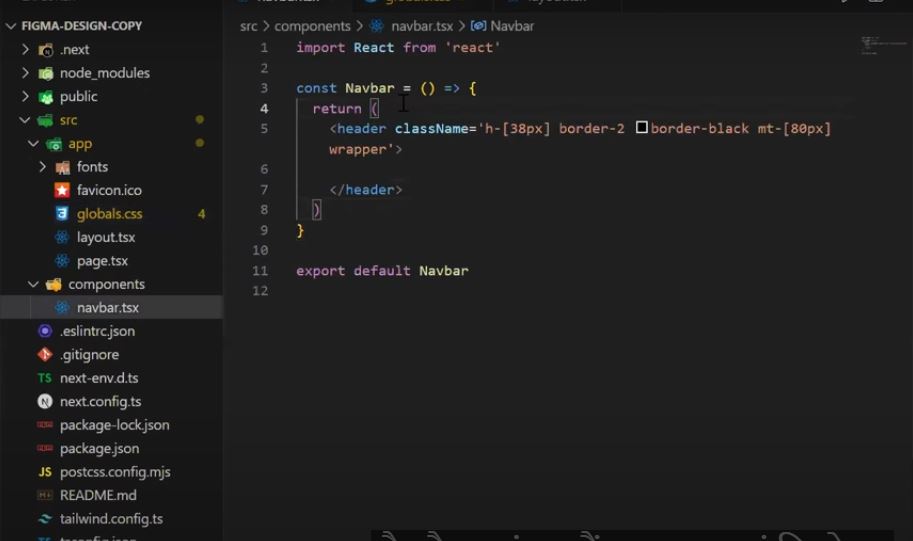 FIGMA-DESIGN-COPY
.next
node_modules
public
src
app
fonts
favicon.ico
globals.css 4
layout.tsx
page.tsx
components
navbar.tsx
.eslintrc.json
.gitignore
TS next-env.d.ts
N next.config.ts
package-lock.json
package.json
JS postcss.config.mjs
README.md
tailwind.config.ts
src > components > navbar.tsx > Navbar
1 import React from 'react'
2
3 const Navbar = () => {
4 return (
5 <header className='h-[38px] border-2 border-black mt-[80px]
wrapper'>
6
7 </header>
8 )
9 }
10
11 export default Navbar
12